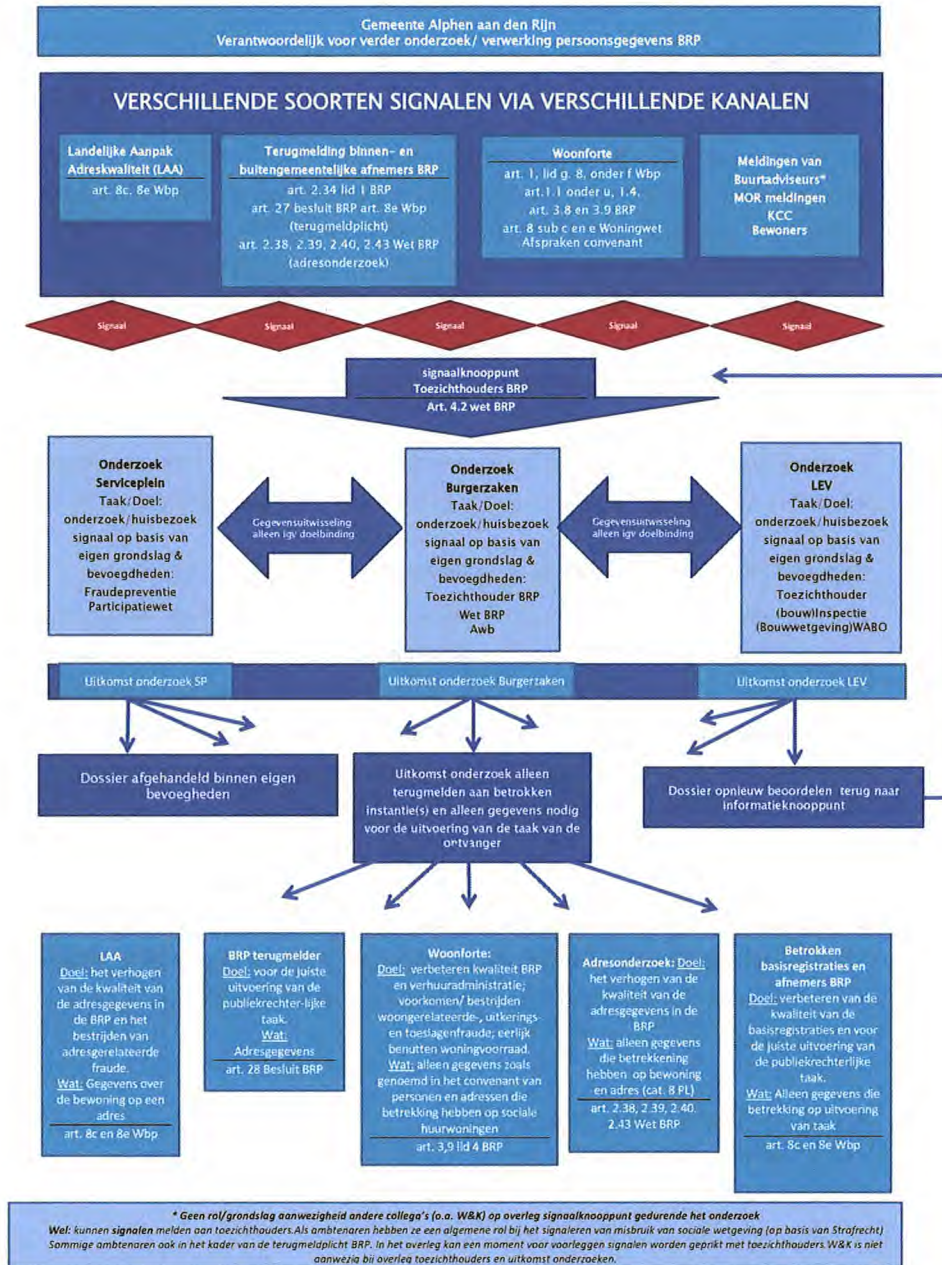 Gemeente Alphen aan den Rijn
Verantwoordelijk voor verder onderzoek/ verwerking persoonsgegevens BRP
VERSCHILLENDE SOORTEN SIGNALEN VIA VERSCHILLENDE KANALEN
Landelijke Aanpak
Adreskwaliteit (LAA)
art. 8c, 8e Wbp
Terugmelding binnen- en
buitengemeentelijke afnemers BRP
art. 2.34 lid 1 BRP
art. 27 besluit BRP art. 8e Wbp
(terugmeldplicht)
art. 2.38, 2.39, 2.40, 2.43 Wet BRP
(adresonderzoek)
Woonforte
art. 1, lid g. 8, onder f Wbp
art.1.1 onder u, 1.4,
art. 3.8 en 3.9 BRP
art. 8 sub c en e Woningwet
Afspraken convenant
Meldingen van
Buurtadviseurs*
MOR meldingen
KCC
Bewoners
Signaal
Signaal
Signaal
Signaal
Signaal
signaalknooppunt
Toezichthouders BRP
Art. 4.2 wet BRP
Onderzoek
Serviceplein
Taak/Doel:
onderzoek/huisbezoek
signaal op basis van
eigen grondslag &
bevoegdheden:
Fraudepreventie
Participatiewet
Gegevensuitwisseling
alleen igv doelbinding
Onderzoek
Burgerzaken
Taak/Doel:
onderzoek/huisbezoek
signaal op basis van
eigen grondslag &
bevoegdheden:
Toezichthouder BRP
Wet BRP
Awb
Gegevensuitwisseling
alleen igv doelbinding
Onderzoek
LEV
Taak/Doel:
onderzoek/huisbezoek
signaal op basis van
eigen grondslag &
bevoegdheden:
Toezichthouder
(bouw)Inspectie
(Bouwwetgeving)WABO
Uitkomst onderzoek SP
Uitkomst onderzoek Burgerzaken
Uitkomst onderzoek LEV
Dossier afgehandeld binnen eigen
bevoegheden
Uitkomst onderzoek alleen
terugmelden aan betrokken
instantie(s) en alleen gegevens nodig
voor de uitvoering van de taak van de
ontvanger
Dossier opnieuw beoordelen terug naar
informatieknooppunt
LAA
Doel: het verhogen
van de kwaliteit van
de adresgegevens in
de BRP en het
bestrijden van
adresgerelateerde
fraude.
Wat: Gegevens over
de bewoning op een
adres
art. 8c en 8e Wbp
BRP terugmelder
Doel: voor de juiste
uitvoering van de
publiekrechter-lijke
taak.
Wat:
Adresgegevens
art. 28 Besluit BRP
Woonforte:
Doel: verbeteren kwaliteit BRP
en verhuuradministratie;
voorkomen/ bestrijden
woongerelateerde-, uitkerings-
en toeslagenfraude; eerlijk
benutten woningvoorraad.
Wat: alleen gegevens zoals
genoemd in het convenant van
personen en adressen die
betrekking hebben op sociale
huurwoningen
art. 3,9 lid 4 BRP
Adresonderzoek: Doel:
het verhogen van de
kwaliteit van de
adresgegevens in de
BRP
Wat: alleen gegevens
die betrekkening
hebben op bewoning
en adres (cat. 8 PL)
art. 2.38, 2.39, 2.40.
2.43 Wet BRP
Betrokken
basisregistraties en
afnemers BRP
Doel: verbeteren van de
kwaliteit van de
basisregistraties en voor
de juiste uitvoering van
de publiekrechterlijke
taak.
Wat: Alleen gegevens die
betrekking op uitvoering
van taak
art. 8c en 8e Wbp
* Geen rol/grondslag aanwezigheid andere collega's (o.a. W&K) op overleg signaalknooppunt gedurende het onderzoek
Wel: kunnen signalen melden aan toezichthouders.Als ambtenaren hebben ze een algemene rol bij het signaleren van misbruik van sociale wetgeving (op basis van Strafrecht)
Sommige ambtenaren ook in het kader van de terugmeldplicht BRP. In het overleg kan een moment voor voorleggen signalen worden geprikt met toezichthouders.W&K is niet
aanwezig bij overleg toezichthouders en uitkomst onderzoeken.